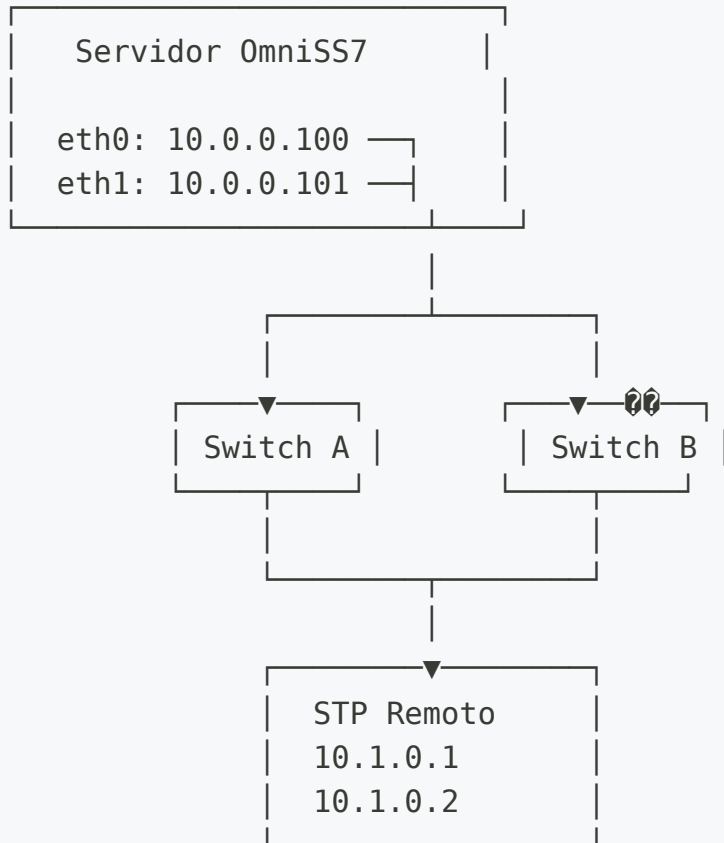 Servidor OmniSS7
eth0: 10.0.0.100
eth1: 10.0.0.101
Switch A
Switch B
STP Remoto
10.1.0.1
10.1.0.2